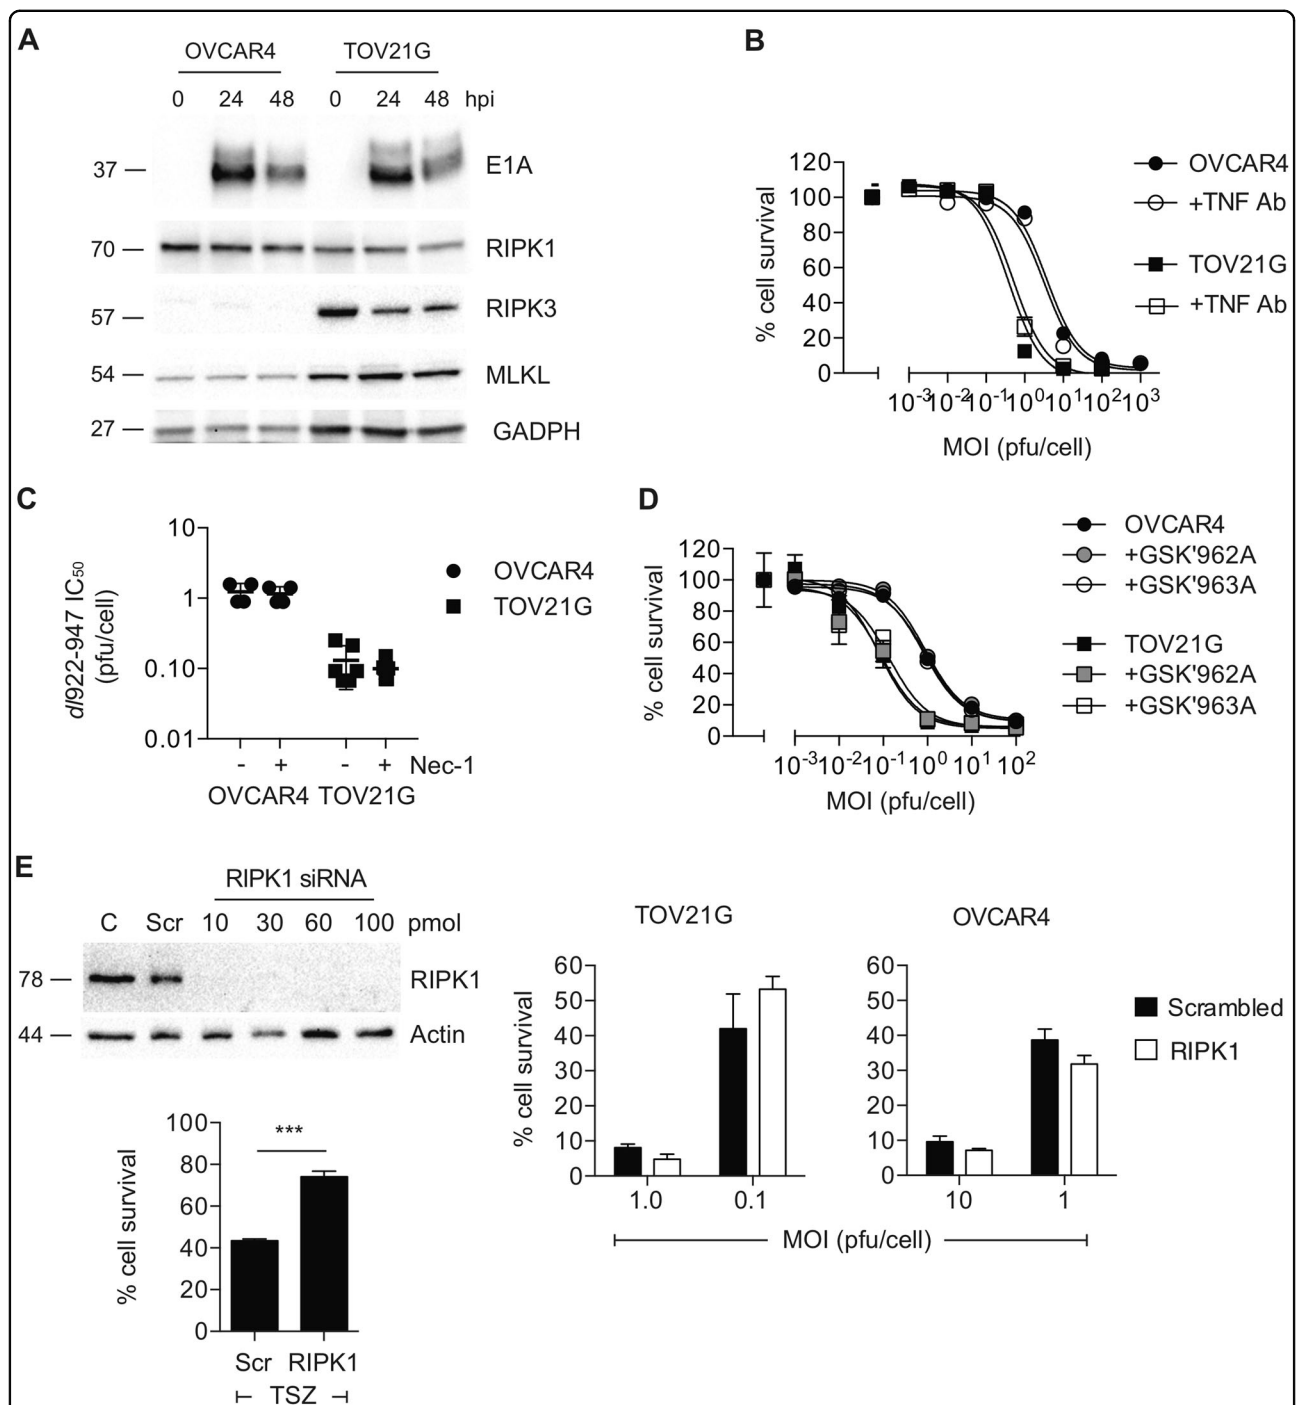 A
OVCAR4 TOV21G
0 24 48 0 24 48 hpi
37 E1A
70 RIPK1
57 RIPK3
54 MLKL
27 GADPH
B
% cell survival
120
100
80
60
40
20
0
10-3 10-2 10-1 100 101 102 103
MOI (pfu/cell)
OVCAR4
+TNF Ab
TOV21G
+TNF Ab
C
dl922-947 IC50
(pfu/cell)
10
1
0.10
0.01
- + - + Nec-1
OVCAR4 TOV21G
OVCAR4
TOV21G
D
% cell survival
120
100
80
60
40
20
0
10-3 10-2 10-1 100 101 102
MOI (pfu/cell)
OVCAR4
+GSK'962A
+GSK'963A
TOV21G
+GSK'962A
+GSK'963A
E
RIPK1 siRNA
C Scr 10 30 60 100 pmol
78 RIPK1
44 Actin
% cell survival
100
80
60
40
20
0
***
Scr RIPK1
TSZ
TOV21G
% cell survival
60
50
40
30
20
10
0
1.0 0.1
OVCAR4
60
50
40
30
20
10
0
10 1
MOI (pfu/cell)
Scrambled
RIPK1